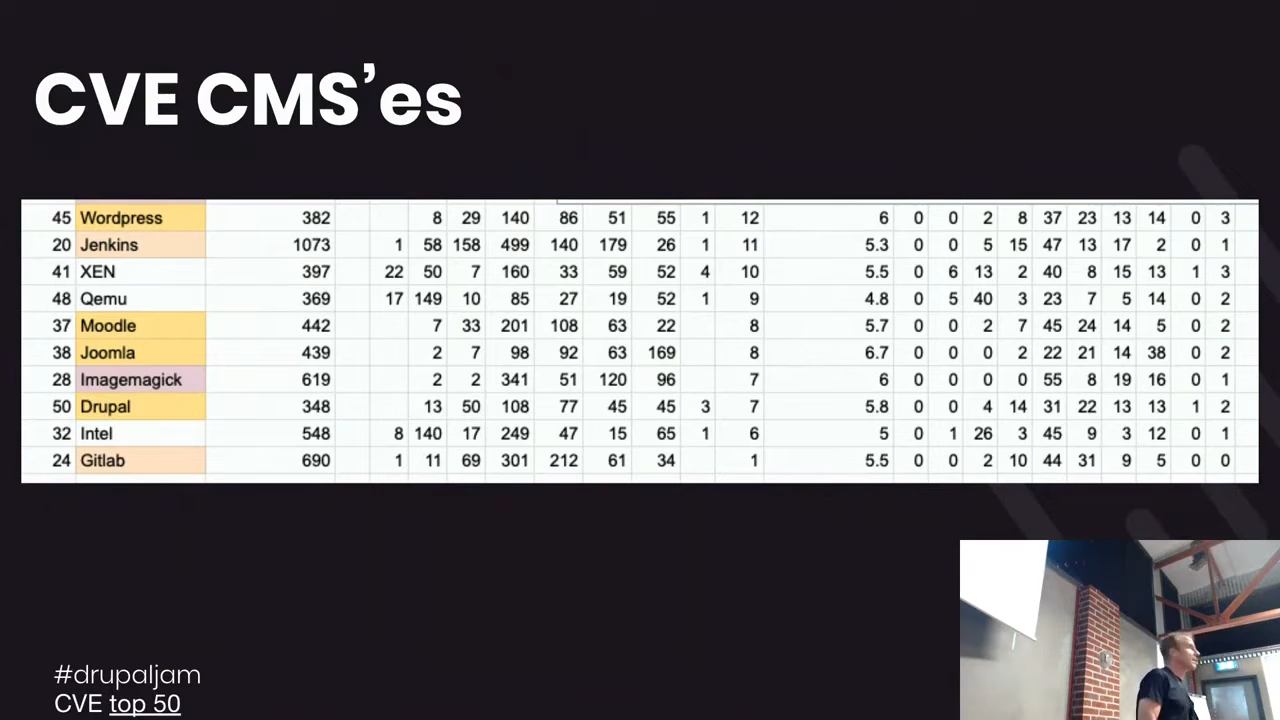 CVE CMS’es
45 Wordpress 382 8 29 140 86 51 55 1 12 6 0 0 2 8 37 23 13 14 0 3
20 Jenkins 1073 1 58 158 499 140 179 26 1 11 5.3 0 0 5 15 47 13 17 2 0 1
41 XEN 397 22 50 7 160 33 59 52 4 10 5.5 0 6 13 2 40 8 15 13 1 3
48 Qemu 369 17 149 10 85 27 19 52 1 9 4.8 0 5 40 3 23 7 5 14 0 2
37 Moodle 442 7 33 201 108 63 22 8 5.7 0 0 2 7 45 24 14 5 0 2
38 Joomla 439 2 7 98 92 63 169 8 6.7 0 0 0 2 22 21 14 38 0 2
28 Imagemagick 619 2 2 341 51 120 96 7 6 0 0 0 0 55 8 19 16 0 1
50 Drupal 348 13 50 108 77 45 45 3 7 5.8 0 0 4 14 31 22 13 13 1 2
32 Intel 548 8 140 17 249 47 15 65 1 6 5 0 1 26 3 45 9 3 12 0 1
24 Gitlab 690 1 11 69 301 212 61 34 1 5.5 0 0 2 10 44 31 9 5 0 0
#drupaljam
CVE top 50